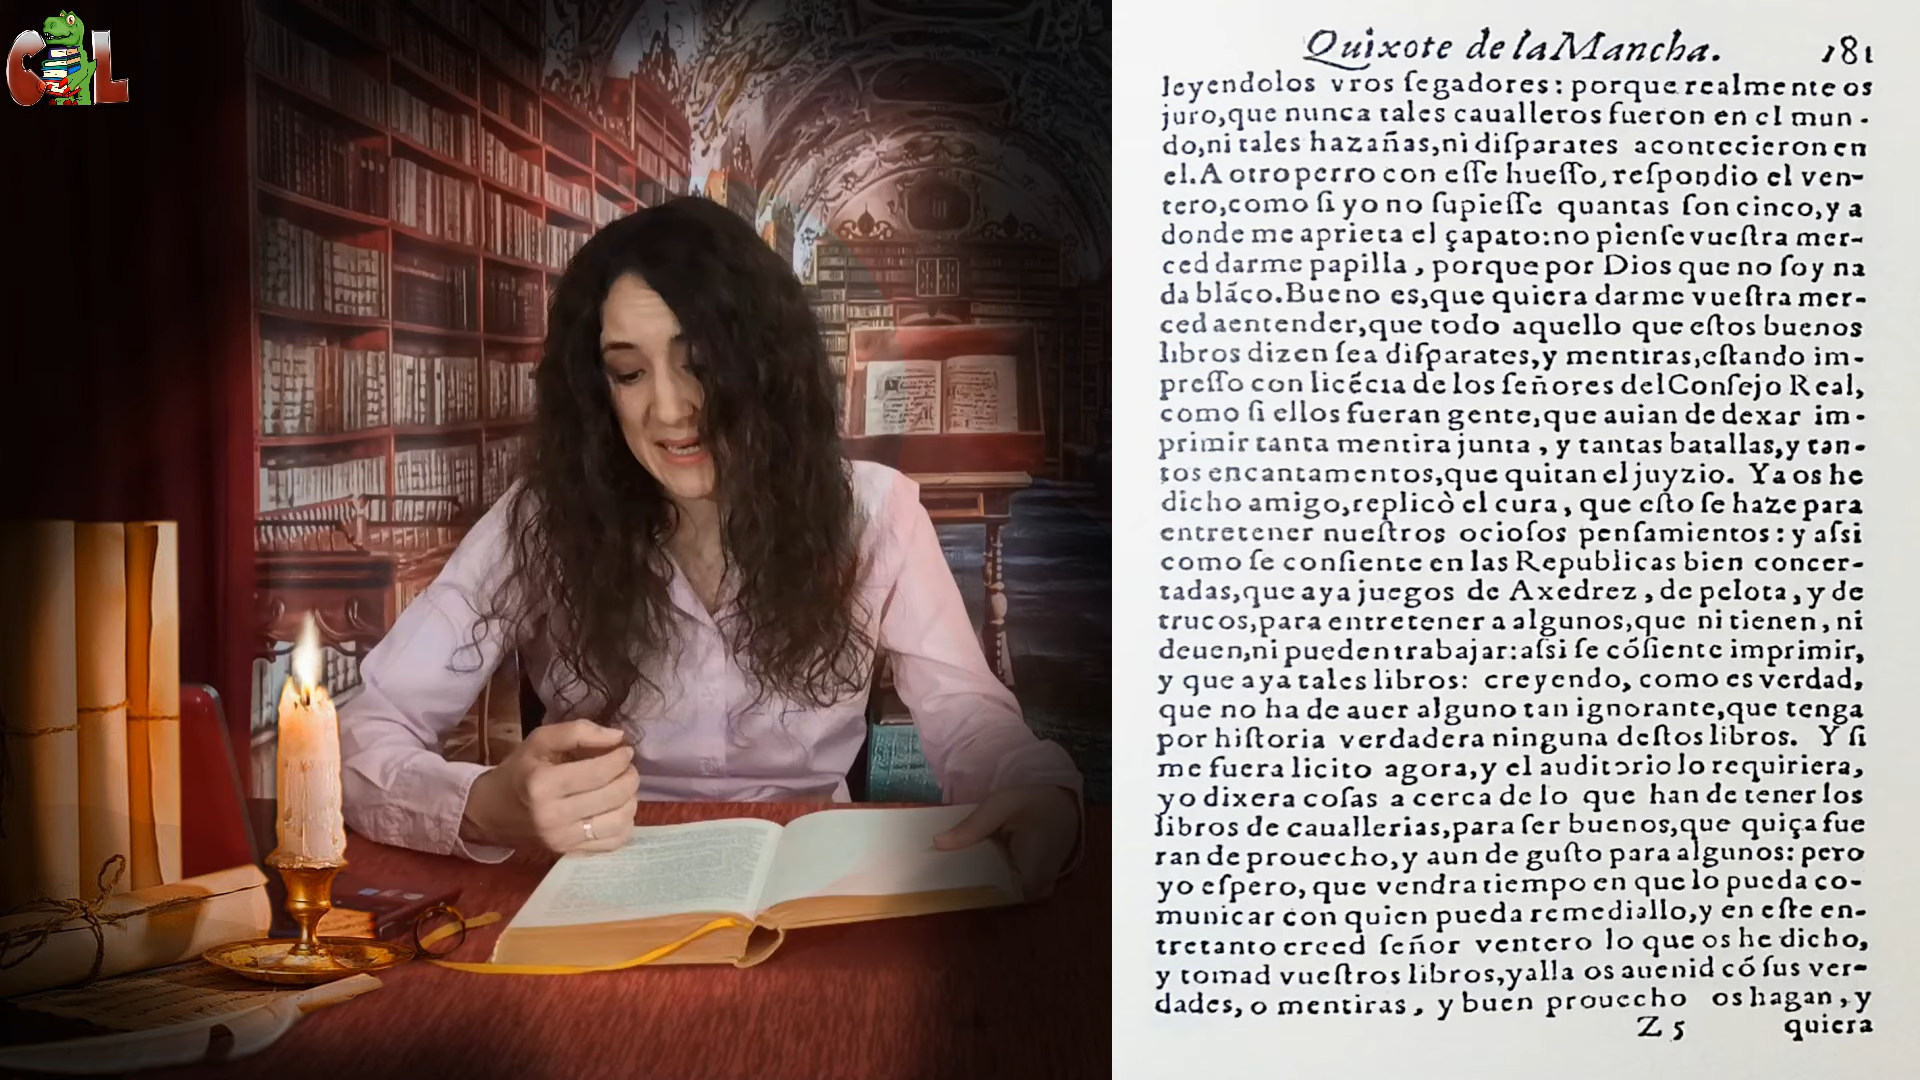 C L
Quixote de la Mancha. 181
leyendolos vros ſegadores: porque realmente os
juro, que nunca tales caualleros fueron en el mun-
do, ni tales hazañas, ni diſparates acontecieron en
el. A otro perro con eſſe hueſſo, reſpondio el ven-
tero, como ſi yo no ſupieſſe quantas ſon cinco, y a
donde me aprieta el çapato: no pienſe vueſtra mer-
ced darme papilla, porque por Dios que no ſoy na
da bláco. Bueno es, que quiera darme vueſtra mer-
ced a entender, que todo aquello que eſtos buenos
libros dizen ſea diſparates, y mentiras, eſtando im-
preſſo con licécia de los ſeñores del Conſejo Real,
como ſi ellos fueran gente, que auian de dexar im-
primir tanta mentira junta, y tantas batallas, y tan-
tos encantamentos, que quitan el juyzio. Ya os he
dicho amigo, replicò el cura, que eſto ſe haze para
entretener nueſtros ocioſos penſamientos: y aſsi
como ſe conſiente en las Republicas bien concer-
tadas, que aya juegos de Axedrez, de pelota, y de
trucos, para entretener a algunos, que ni tienen, ni
deuen, ni pueden trabajar: aſsi ſe cóſiente imprimir,
y que aya tales libros: creyendo, como es verdad,
que no ha de auer alguno tan ignorante, que tenga
por hiſtoria verdadera ninguna deſtos libros. Y ſi
me fuera licito agora, y el auditorio lo requiriera,
yo dixera coſas a cerca de lo que han de tener los
libros de cauallerias, para ſer buenos, que quiça fue
ran de prouecho, y aun de guſto para algunos: pero
yo eſpero, que vendra tiempo en que lo pueda co-
municar con quien pueda remediallo, y en eſte en-
tretanto creed ſeñor ventero lo que os he dicho,
y tomad vueſtros libros, y alla os auenid có ſus ver-
dades, o mentiras, y buen prouecho os hagan, y
Z 5 quiera